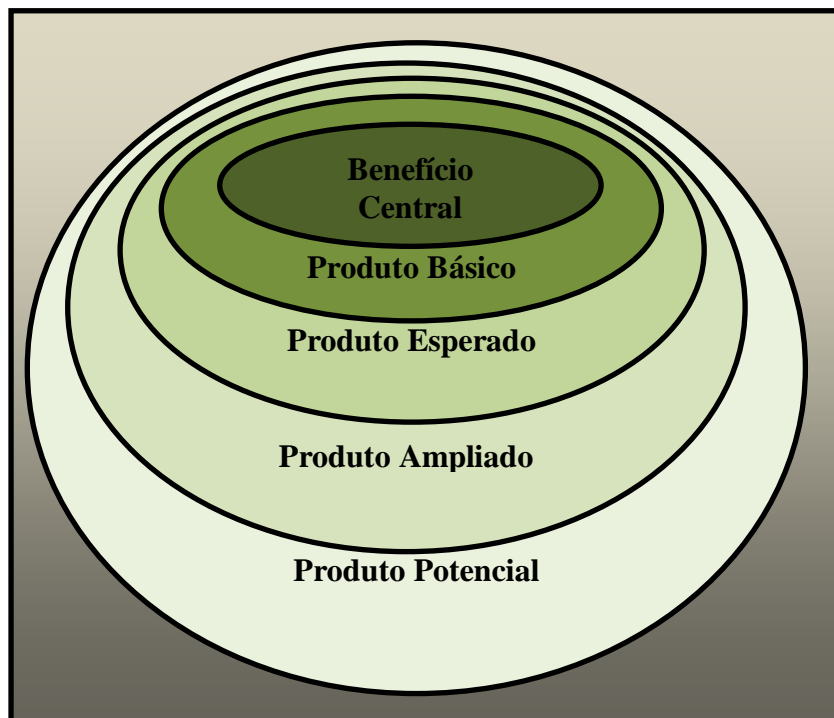 Benefício
Central
Produto Básico
Produto Esperado
Produto Ampliado
Produto Potencial